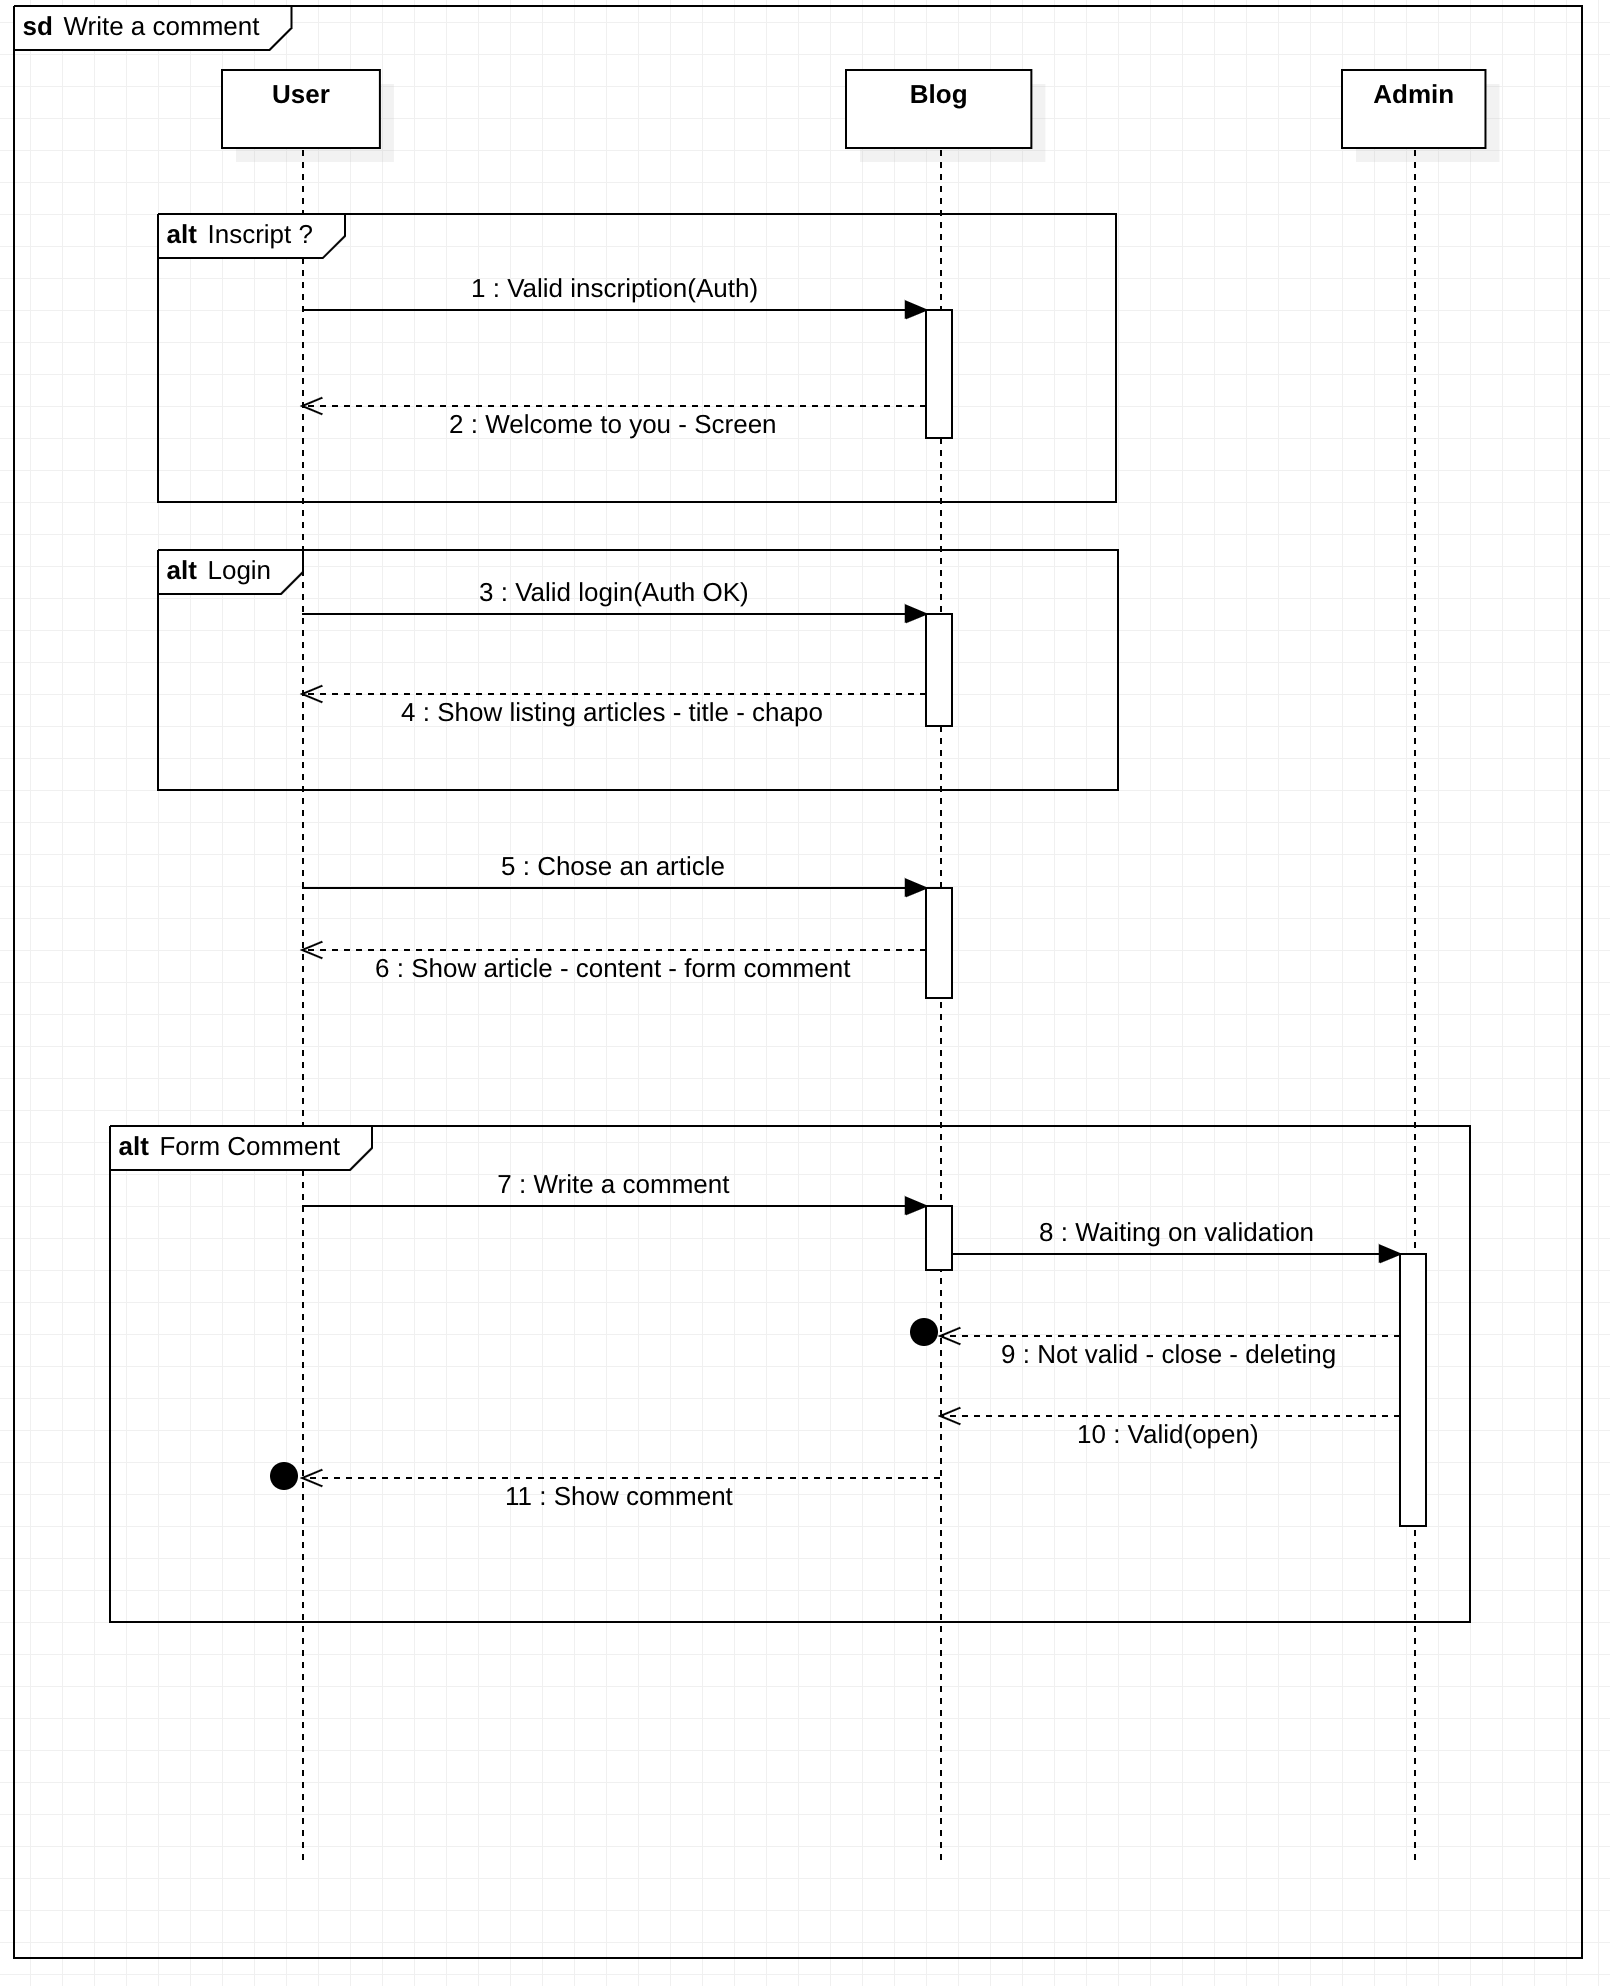 sd Write a comment
User
Blog
Admin
alt Inscript ?
1 : Valid inscription(Auth)
2 : Welcome to you - Screen
alt Login
3 : Valid login(Auth OK)
4 : Show listing articles - title - chapo
5 : Chose an article
6 : Show article - content - form comment
alt Form Comment
7 : Write a comment
8 : Waiting on validation
9 : Not valid - close - deleting
10 : Valid(open)
11 : Show comment